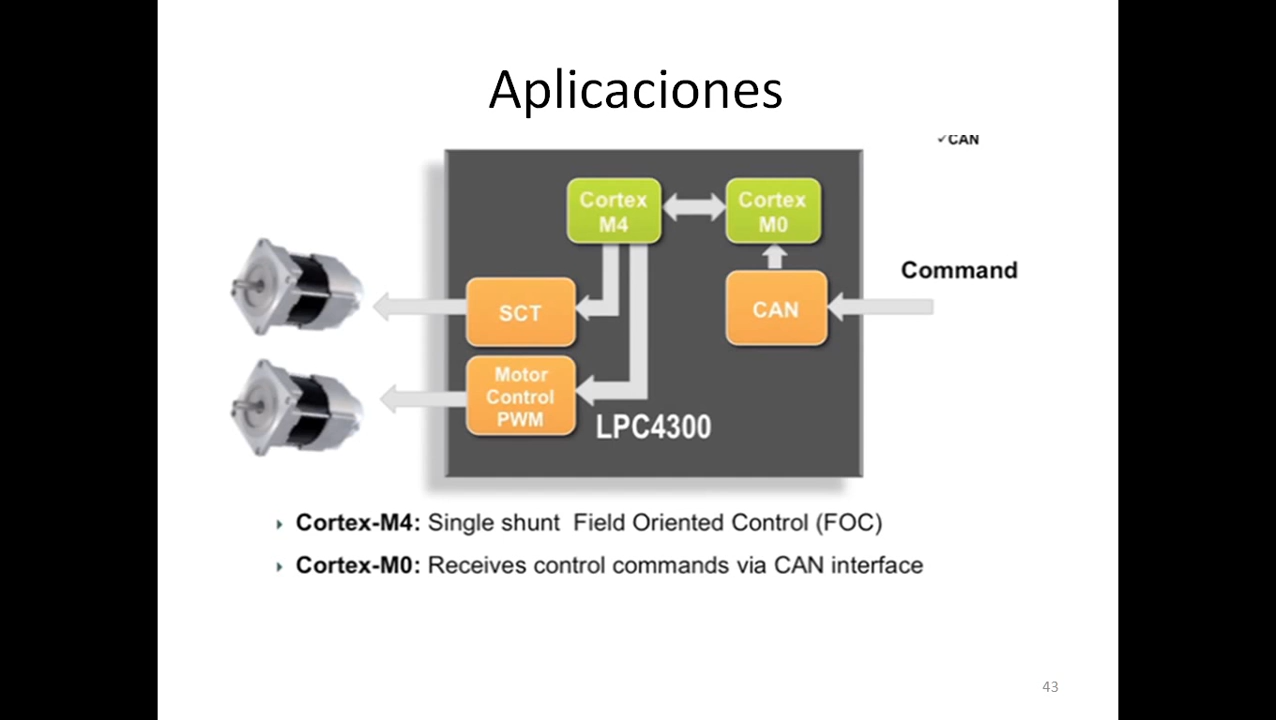 Aplicaciones
✓CAN
Cortex
M4
Cortex
M0
Command
SCT
CAN
Motor
Control
PWM
LPC4300
Cortex-M4: Single shunt Field Oriented Control (FOC)
Cortex-M0: Receives control commands via CAN interface
43